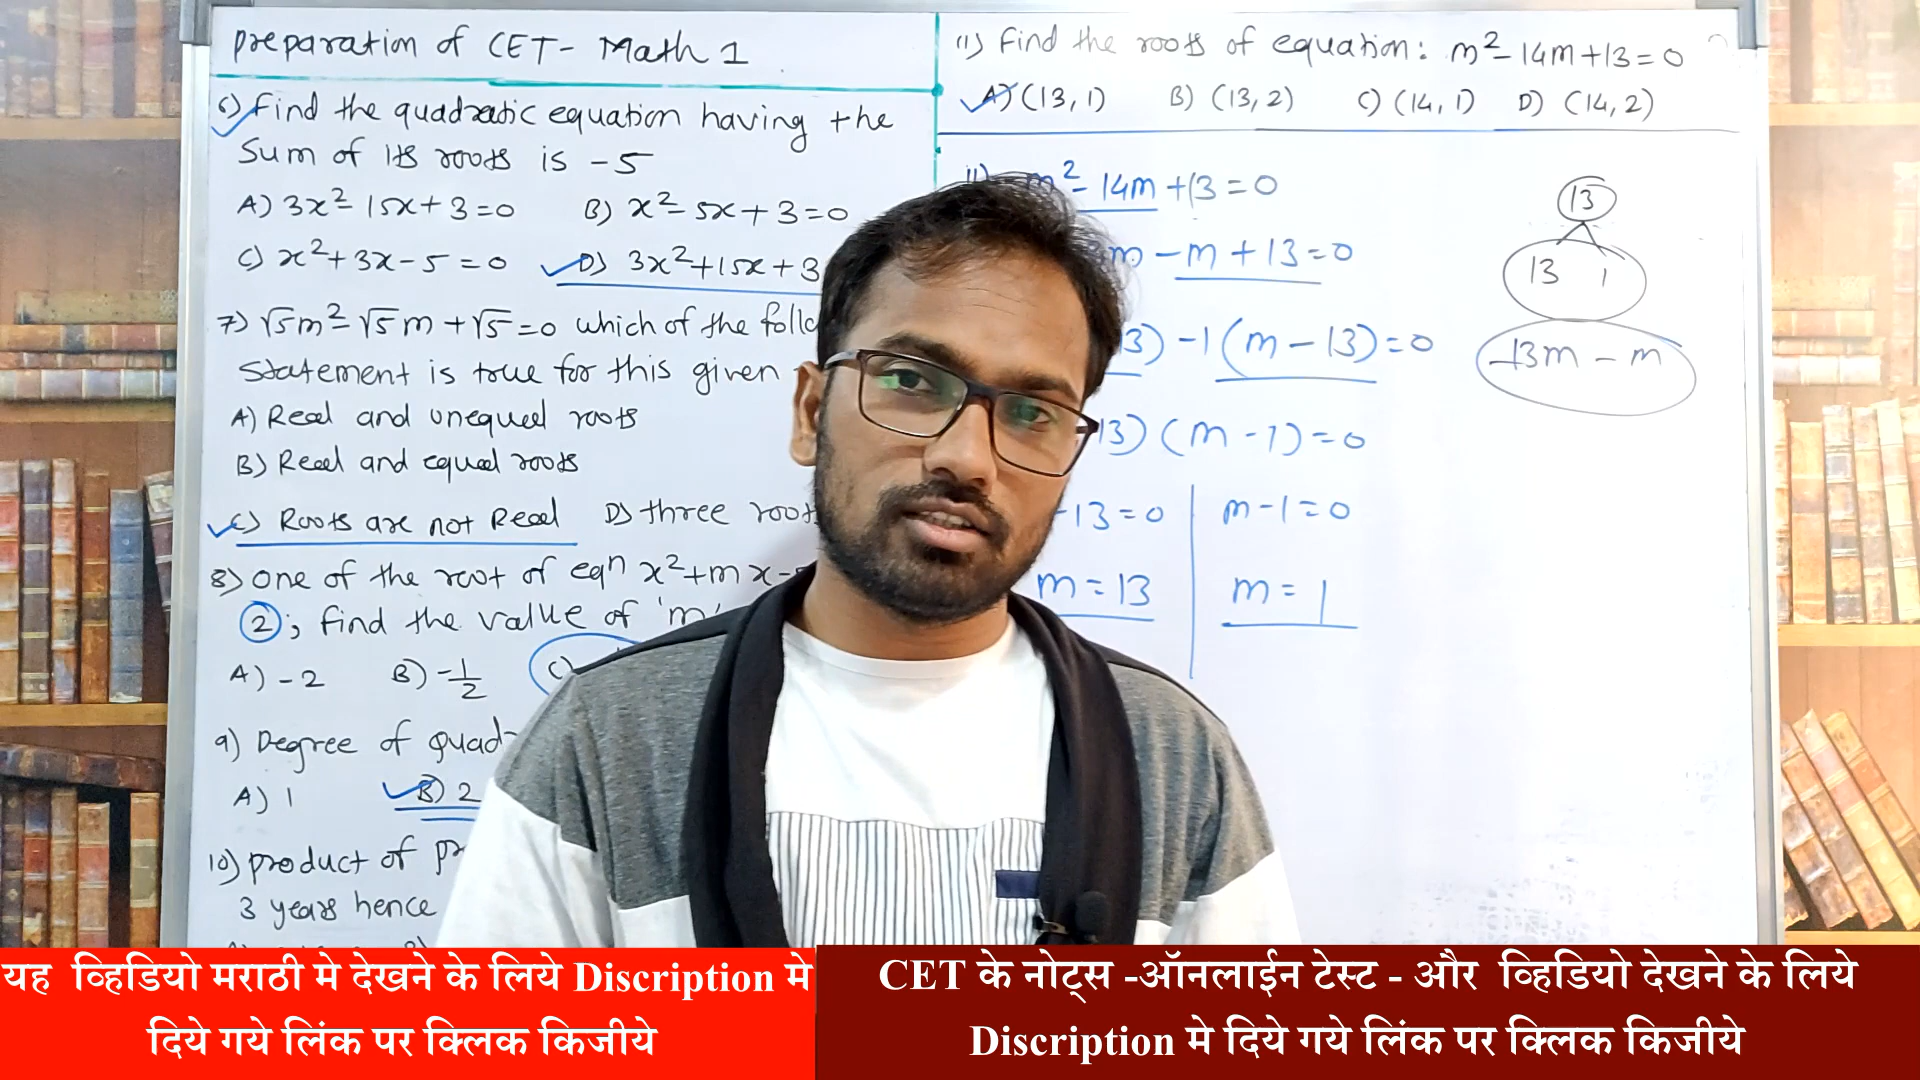 preparation of CET- Math 1
6) Find the quadratic equation having the
Sum of its roots is -5
A) 3x²-15x+3=0 B) x²-5x+3=0
C) x²+3x-5=0 D) 3x²+15x+3
7) √5m²-√5m+√5=0 which of the
Statement is true for this given
A) Real and unequal roots
B) Real and equal roots
C) Roots are not Real D) three
8) one of the root of eqⁿ x²+mx-
2; find the value of 'm'
A) -2 B) -1/2 C)
9) Degree of
A) 1 B) 2
10) product of
3 years hence
11) Find the roots of equation: m²-14m+13=0
A) (13, 1) B) (13, 2) C) (14, 1) D) (14, 2)
11) m²-14m+13=0
m-m+13=0
3)-1(m-13)=0
13)(m-1)=0
-13=0 m-1=0
m=13 m=1
13
13 1
-13m-m
यह व्हिडियो मराठी मे देखने के लिये Discription मे
दिये गये लिंक पर क्लिक किजीये
CET के नोट्स -ऑनलाईन टेस्ट - और व्हिडियो देखने के लिये
Discription मे दिये गये लिंक पर क्लिक किजीये